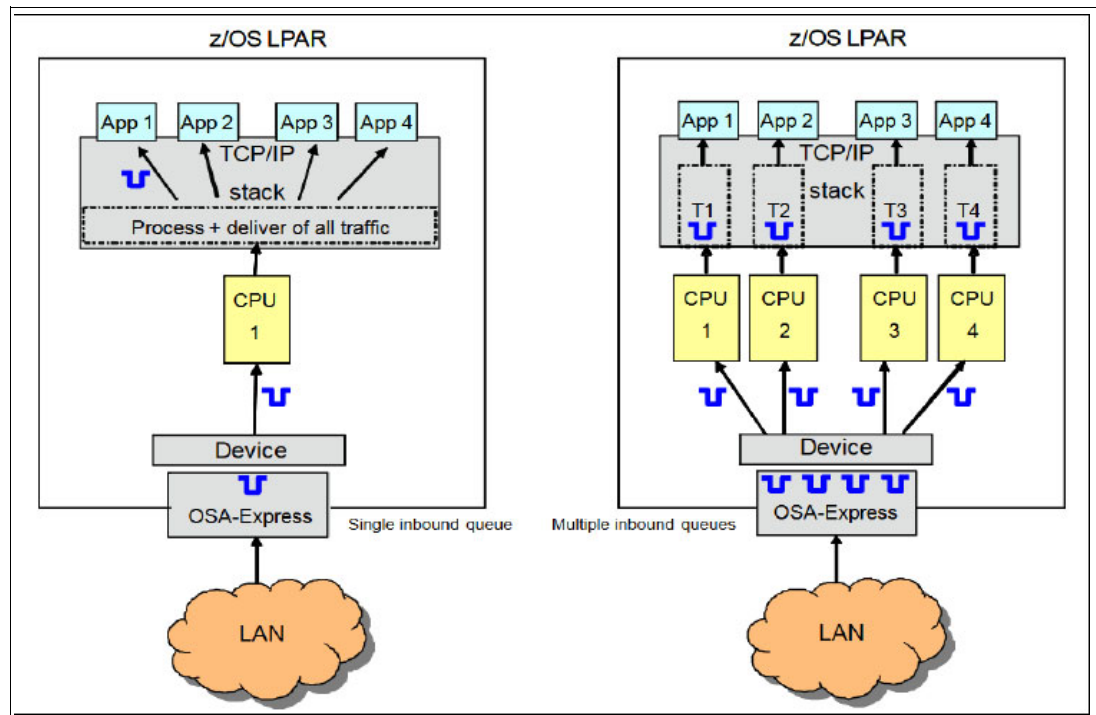 z/OS LPAR
App 1
App 2
App 3
App 4
TCP/IP
stack
Process + deliver of all traffic
CPU
1
Device
OSA-Express
Single inbound queue
LAN
z/OS LPAR
App 1
App 2
App 3
App 4
TCP/IP
stack
T1
T2
T3
T4
CPU
1
CPU
2
CPU
3
CPU
4
Device
OSA-Express
Multiple inbound queues
LAN